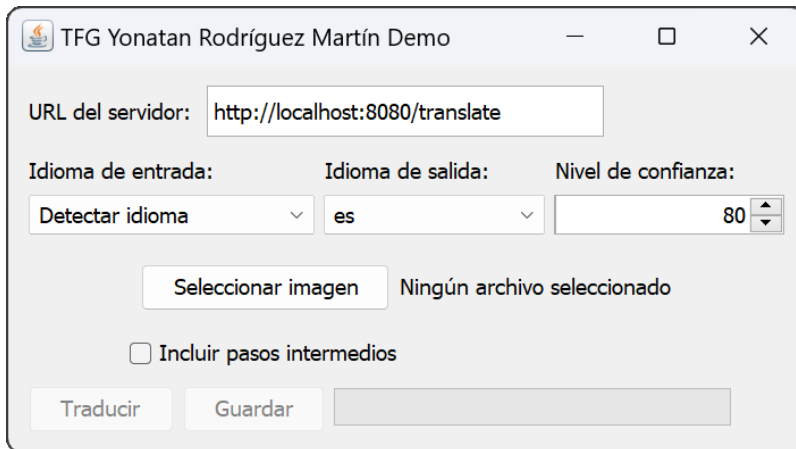 TFG Yonatan Rodríguez Martín Demo
URL del servidor: http://localhost:8080/translate
Idioma de entrada: Idioma de salida: Nivel de confianza:
Detectar idioma es 80
Seleccionar imagen Ningún archivo seleccionado
Incluir pasos intermedios
Traducir Guardar